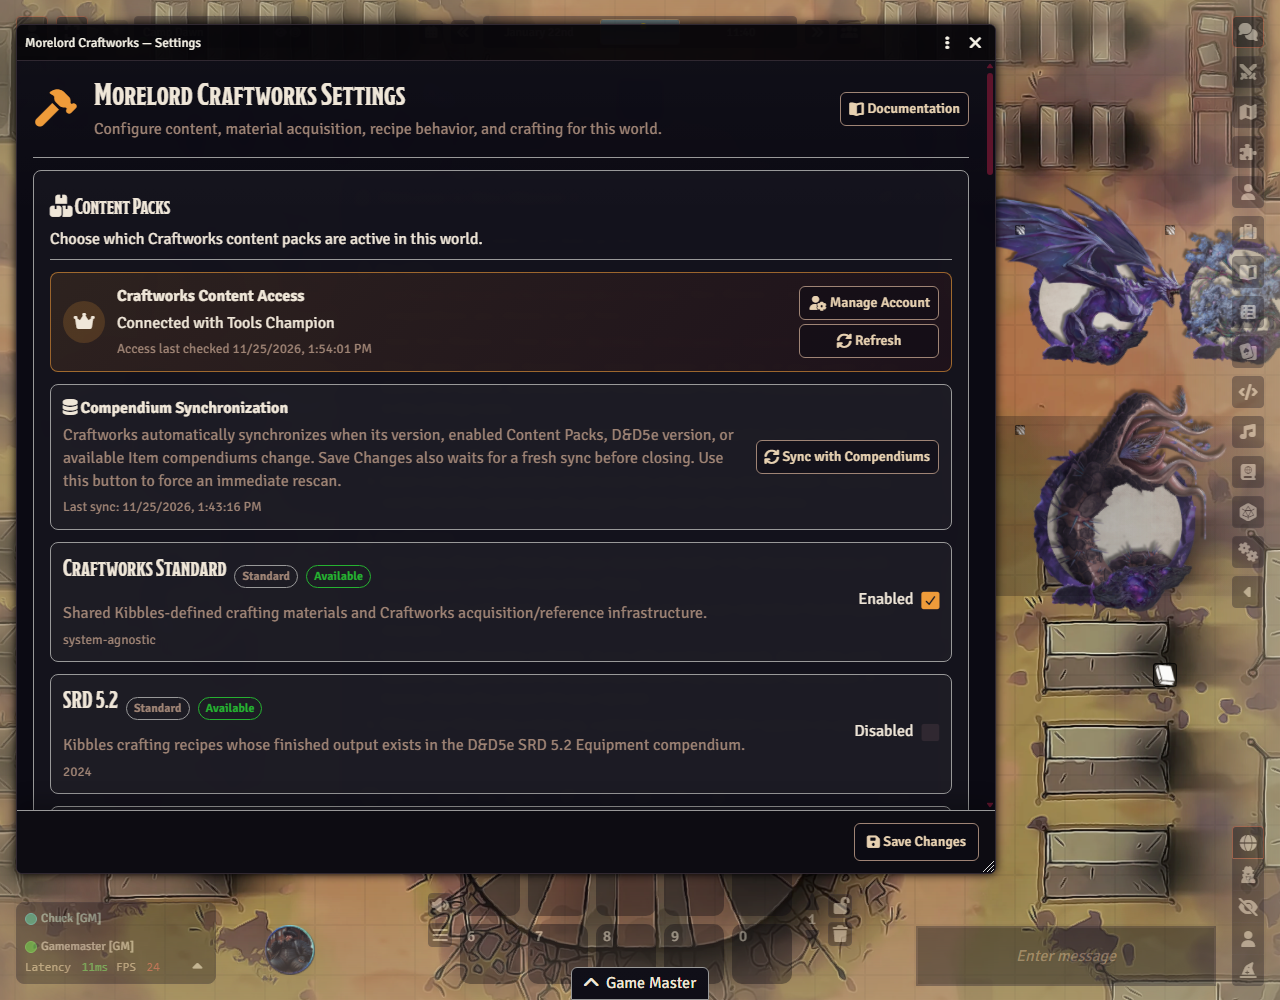 Morelord Craftworks — Settings
Morelord Craftworks Settings
Configure content, material acquisition, recipe behavior, and crafting for this world.
Documentation
Content Packs
Choose which Craftworks content packs are active in this world.
Craftworks Content Access
Connected with Tools Champion
Access last checked 11/25/2026, 1:54:01 PM
Manage Account
Refresh
Compendium Synchronization
Craftworks automatically synchronizes when its version, enabled Content Packs, D&D5e version, or
available Item compendiums change. Save Changes also waits for a fresh sync before closing. Use
this button to force an immediate rescan.
Last sync: 11/25/2026, 1:43:16 PM
Sync with Compendiums
Craftworks Standard Standard Available
Shared Kibbles-defined crafting materials and Craftworks acquisition/reference infrastructure.
system-agnostic
Enabled
SRD 5.2 Standard Available
Kibbles crafting recipes whose finished output exists in the D&D5e SRD 5.2 Equipment compendium.
2024
Disabled
Save Changes
Chuck [GM]
Gamemaster [GM]
Latency 11ms FPS 24
6 7 8 9 0
1
Game Master
Enter message